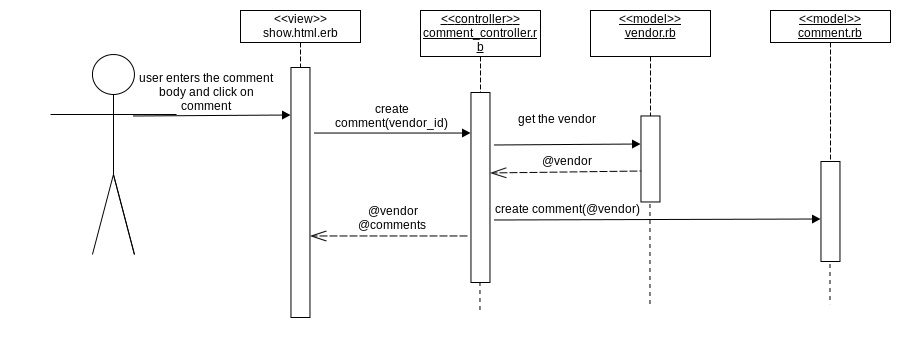 <<view>>
show.html.erb
<<controller>>
comment_controller.r
b
<<model>>
vendor.rb
<<model>>
comment.rb
user enters the comment
body and click on
comment
create
comment(vendor_id)
get the vendor
@vendor
create comment(@vendor)
@vendor
@comments